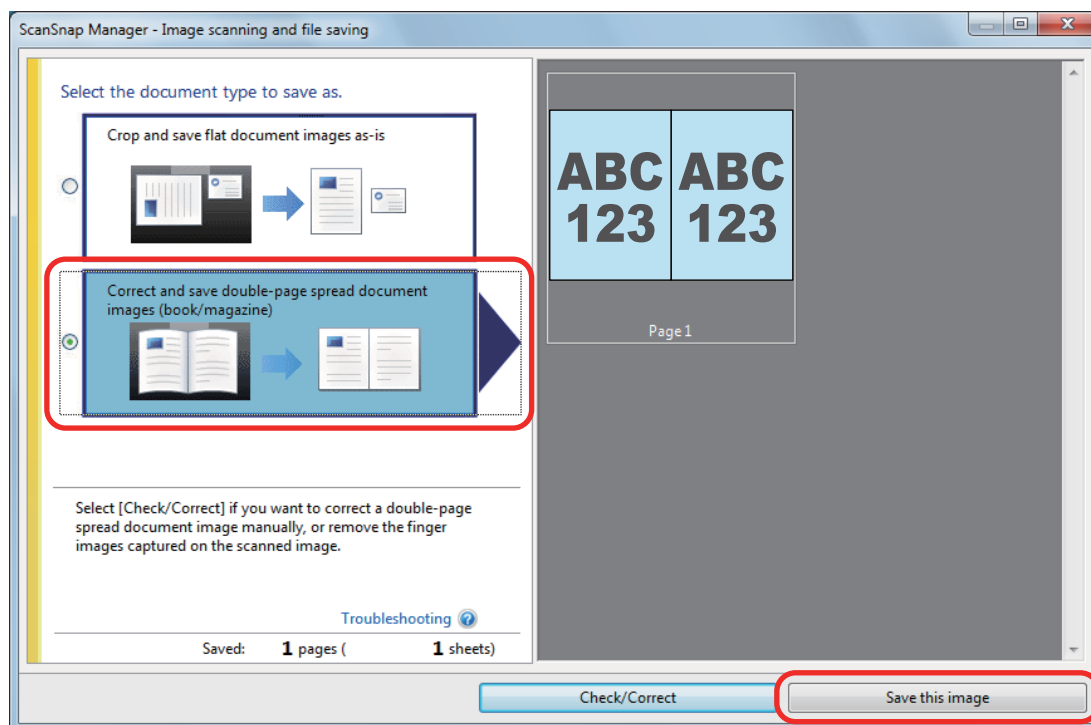 ScanSnap Manager - Image scanning and file saving
Select the document type to save as.
Crop and save flat document images as-is
Correct and save double-page spread document
images (book/magazine)
Select [Check/Correct] if you want to correct a double-page
spread document image manually, or remove the finger
images captured on the scanned image.
Troubleshooting ?
Saved: 1 pages ( 1 sheets)
ABC ABC
123 123
Page 1
Check/Correct
Save this image